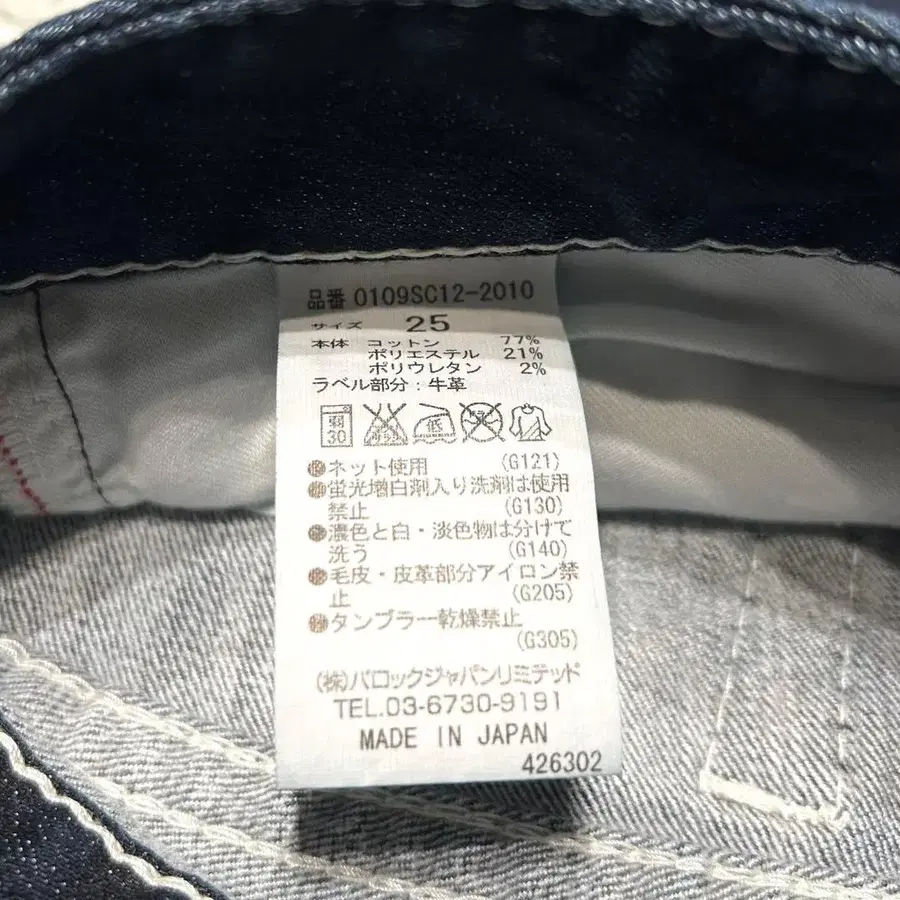 品番 0109SC12-2010
サイズ 25
本体 コットン 77%
ポリエステル 21%
ポリウレタン 2%
ラベル部分：牛革
弱 30 低 ドライ
ネット使用 (G121)
蛍光増白剤入り洗剤は使用
禁止 (G130)
濃色と白・淡色物は分けて
洗う (G140)
毛皮・皮革部分アイロン禁
止 (G205)
タンブラー乾燥禁止
(G305)
(株)バロックジャパンリミテッド
TEL.03-6730-9191
MADE IN JAPAN
426302